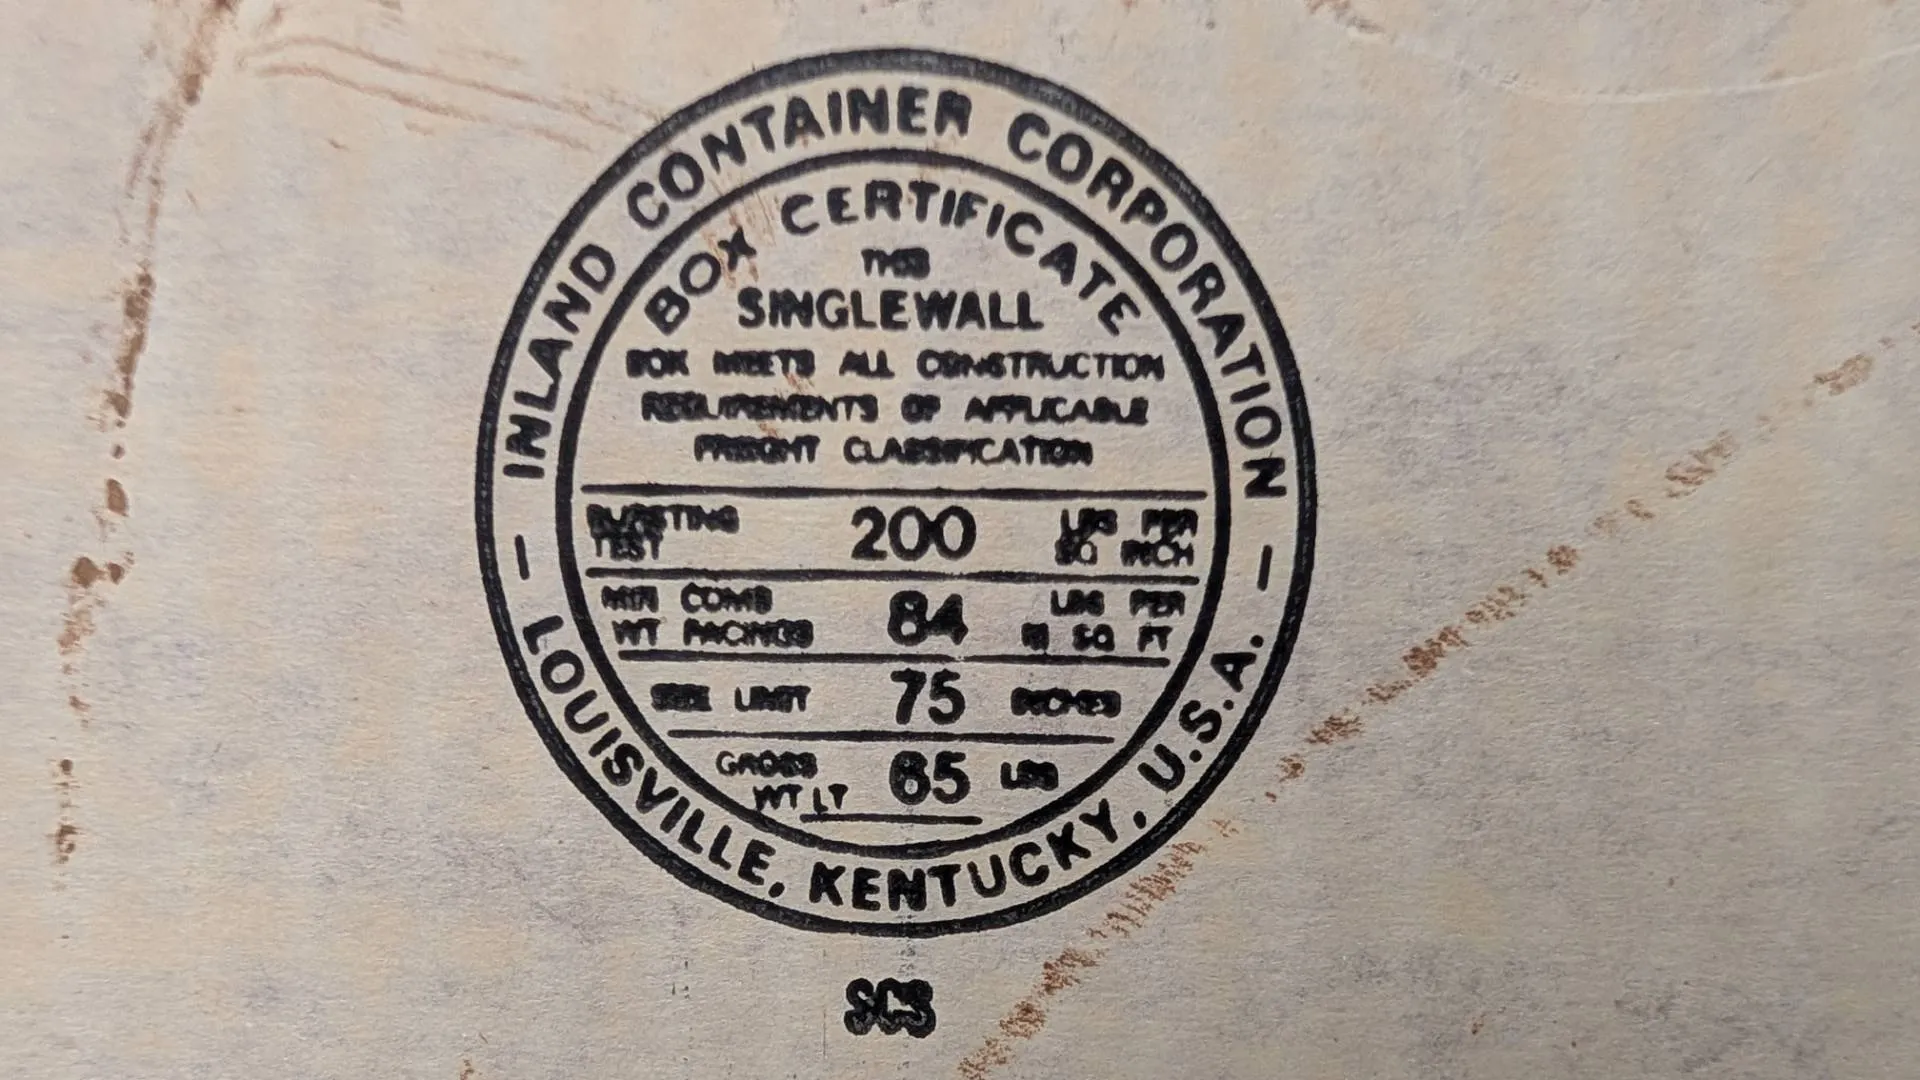 INLAND CONTAINER CORPORATION
BOX CERTIFICATE
THIS
SINGLEWALL
BOX MEETS ALL CONSTRUCTION
REQUIREMENTS OF APPLICABLE
FREIGHT CLASSIFICATION
BURSTING TEST 200 LBS PER SQ INCH
MIN COMB WT FACINGS 84 LBS PER M SQ FT
SIZE LIMIT 75 INCHES
GROSS WT LT 65 LBS
LOUISVILLE, KENTUCKY, U.S.A.
SCS